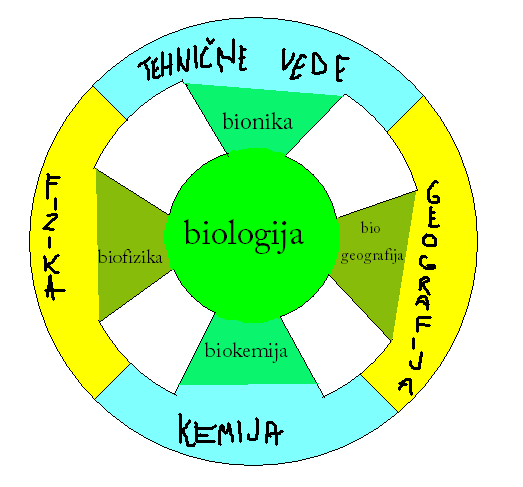 TEHNIČNE VEDE
bionika
FIZIKA
biofizika
biologija
bio
geografija
GEOGRAFIJA
biokemija
KEMIJA